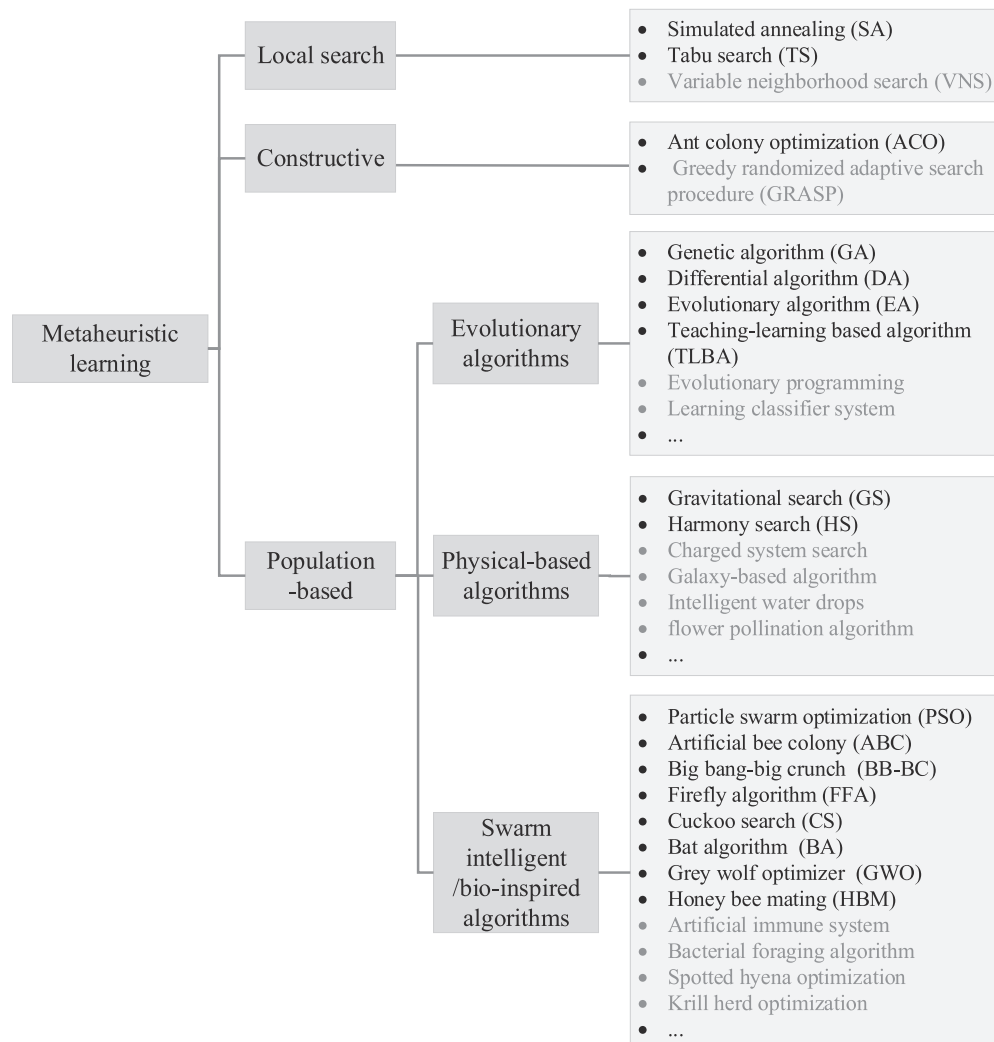 Metaheuristic
learning
Local search
● Simulated annealing (SA)
● Tabu search (TS)
● Variable neighborhood search (VNS)
Constructive
● Ant colony optimization (ACO)
● Greedy randomized adaptive search
procedure (GRASP)
Population
-based
Evolutionary
algorithms
● Genetic algorithm (GA)
● Differential algorithm (DA)
● Evolutionary algorithm (EA)
● Teaching-learning based algorithm
(TLBA)
● Evolutionary programming
● Learning classifier system
● ...
Physical-based
algorithms
● Gravitational search (GS)
● Harmony search (HS)
● Charged system search
● Galaxy-based algorithm
● Intelligent water drops
● flower pollination algorithm
● ...
Swarm
intelligent
/bio-inspired
algorithms
● Particle swarm optimization (PSO)
● Artificial bee colony (ABC)
● Big bang-big crunch (BB-BC)
● Firefly algorithm (FFA)
● Cuckoo search (CS)
● Bat algorithm (BA)
● Grey wolf optimizer (GWO)
● Honey bee mating (HBM)
● Artificial immune system
● Bacterial foraging algorithm
● Spotted hyena optimization
● Krill herd optimization
● ...